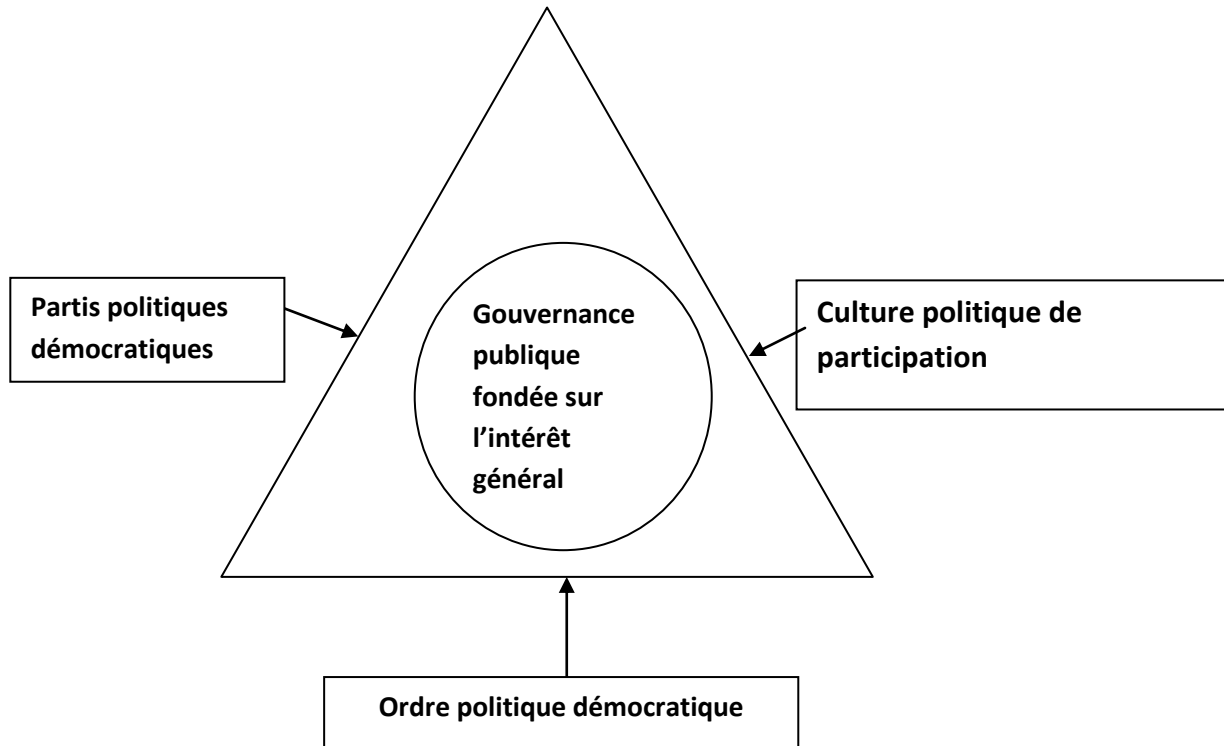 Partis politiques
démocratiques
Gouvernance
publique
fondée sur
l’intérêt
général
Culture politique de
participation
Ordre politique démocratique